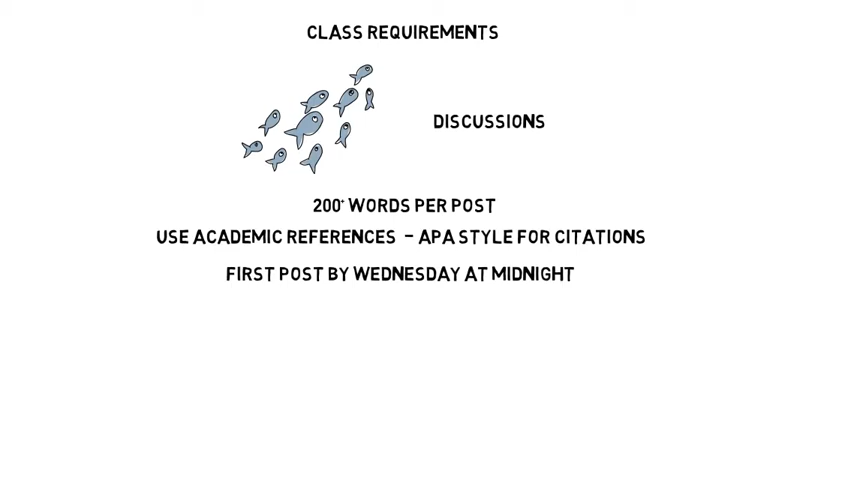 CLASS REQUIREMENTS
DISCUSSIONS
200+ WORDS PER POST
USE ACADEMIC REFERENCES - APA STYLE FOR CITATIONS
FIRST POST BY WEDNESDAY AT MIDNIGHT